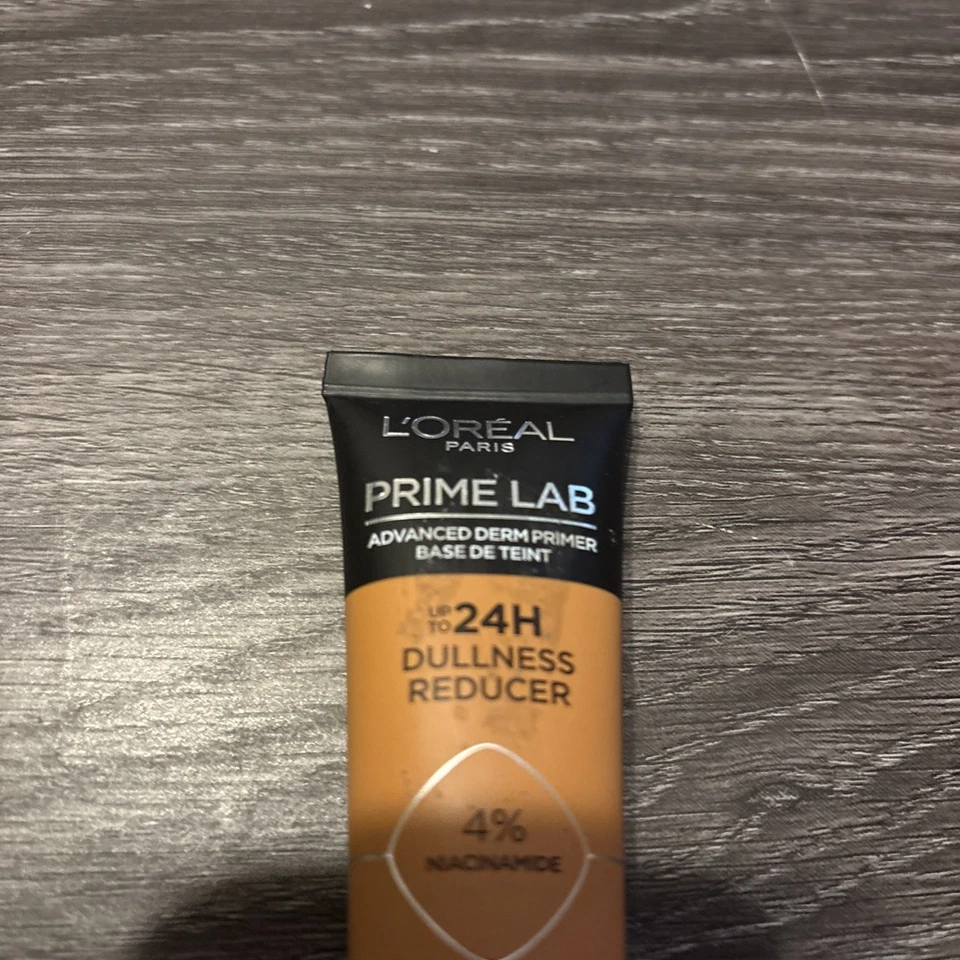 L'ORÉAL
PARIS
PRIME LAB
ADVANCED DERM PRIMER
BASE DE TEINT
UP TO 24H
DULLNESS
REDUCER
4%
NIACINAMIDE